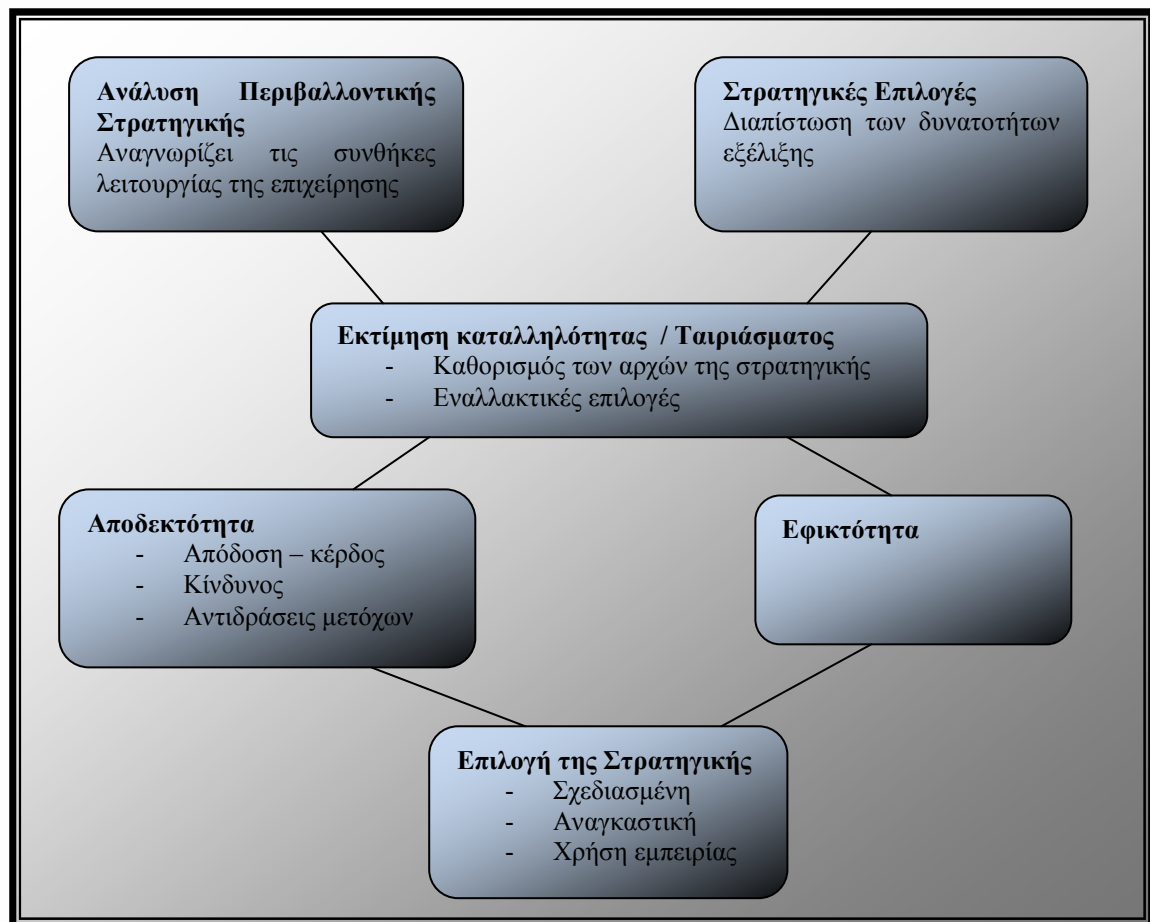 Ανάλυση Περιβαλλοντικής
Στρατηγικής
Αναγνωρίζει τις συνθήκες
λειτουργίας της επιχείρησης
Στρατηγικές Επιλογές
Διαπίστωση των δυνατοτήτων
εξέλιξης
Εκτίμηση καταλληλότητας / Ταιριάσματος
- Καθορισμός των αρχών της στρατηγικής
- Εναλλακτικές επιλογές
Αποδεκτότητα
- Απόδοση – κέρδος
- Κίνδυνος
- Αντιδράσεις μετόχων
Εφικτότητα
Επιλογή της Στρατηγικής
- Σχεδιασμένη
- Αναγκαστική
- Χρήση εμπειρίας